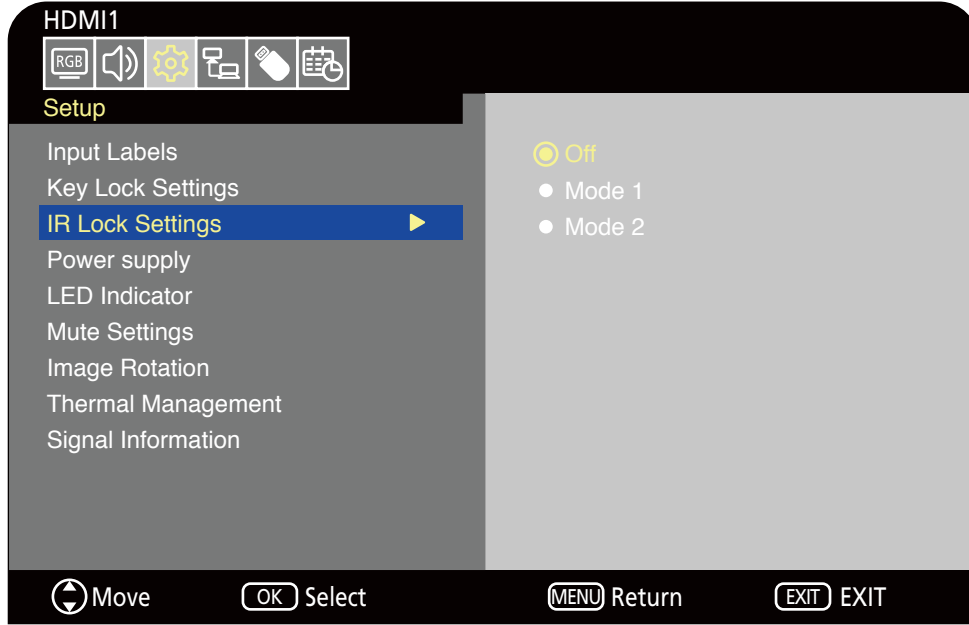 HDMI1
RGB
Setup
Input Labels
Key Lock Settings
IR Lock Settings
Power supply
LED Indicator
Mute Settings
Image Rotation
Thermal Management
Signal Information
Off
Mode 1
Mode 2
Move OK Select MENU Return EXIT EXIT